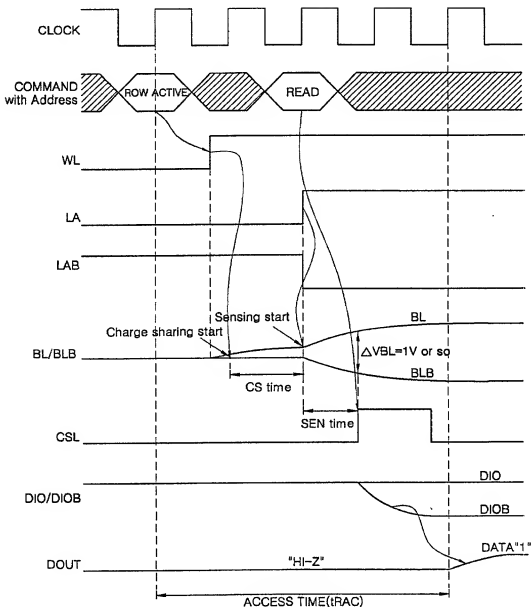 CLOCK
COMMAND
with Address
ROW ACTIVE
READ
WL
LA
LAB
Sensing start
BL
Charge sharing start
BL/BLB
△VBL=1V or so
BLB
CS time
SEN time
CSL
DIO
DIO/DIOB
DIOB
DATA"1"
DOUT
"HI-Z"
ACCESS TIME(tRAC)